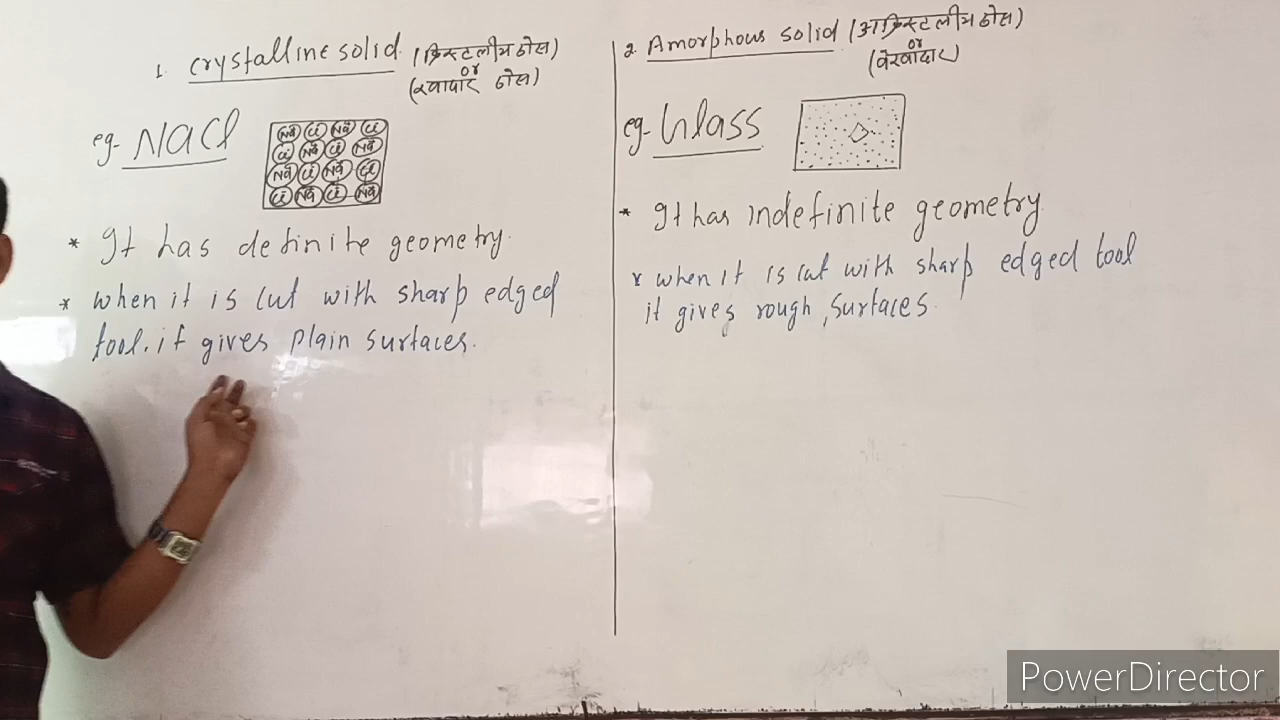 1. crystalline solid (क्रिस्टलीय ठोस)
or
(रवादार ठोस)
eg- NaCl
Na Cl Na Cl
Cl Na Cl Na
Na Cl Na Cl
Cl Na Cl Na
* It has definite geometry.
* when it is cut with sharp edged
tool. it gives plain surfaces.
2. Amorphous solid (अक्रिस्टलीय ठोस)
or
(वेरवादार)
eg- Glass
* It has indefinite geometry
* when it is cut with sharp edged tool
it gives rough, surfaces.
PowerDirector